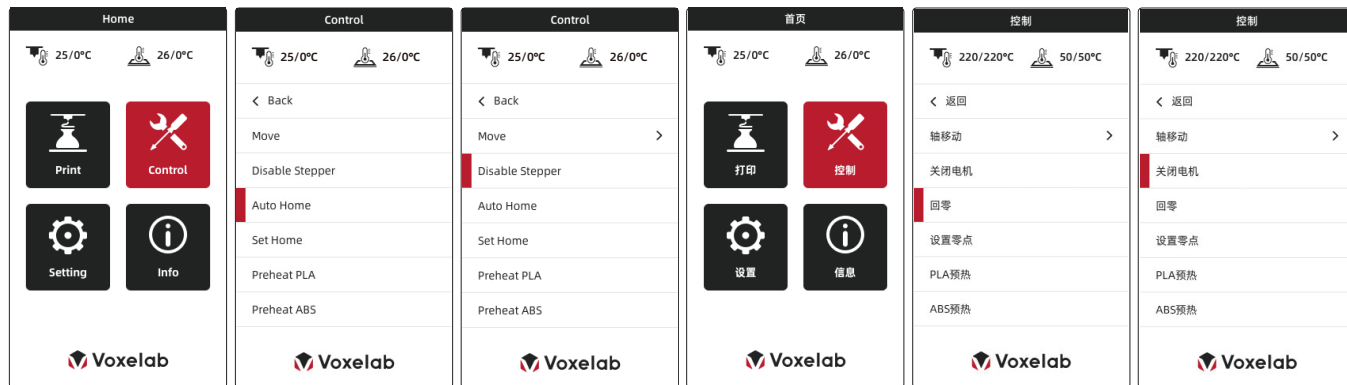 Home
25/0°C 26/0°C
Print Control
Setting Info
Voxelab
Control
25/0°C 26/0°C
< Back
Move
Disable Stepper
Auto Home
Set Home
Preheat PLA
Preheat ABS
Voxelab
Control
25/0°C 26/0°C
< Back
Move >
Disable Stepper
Auto Home
Set Home
Preheat PLA
Preheat ABS
Voxelab
首页
25/0°C 26/0°C
打印 控制
设置 信息
Voxelab
控制
220/220°C 50/50°C
< 返回
轴移动 >
关闭电机
回零
设置零点
PLA预热
ABS预热
Voxelab
控制
220/220°C 50/50°C
< 返回
轴移动 >
关闭电机
回零
设置零点
PLA预热
ABS预热
Voxelab